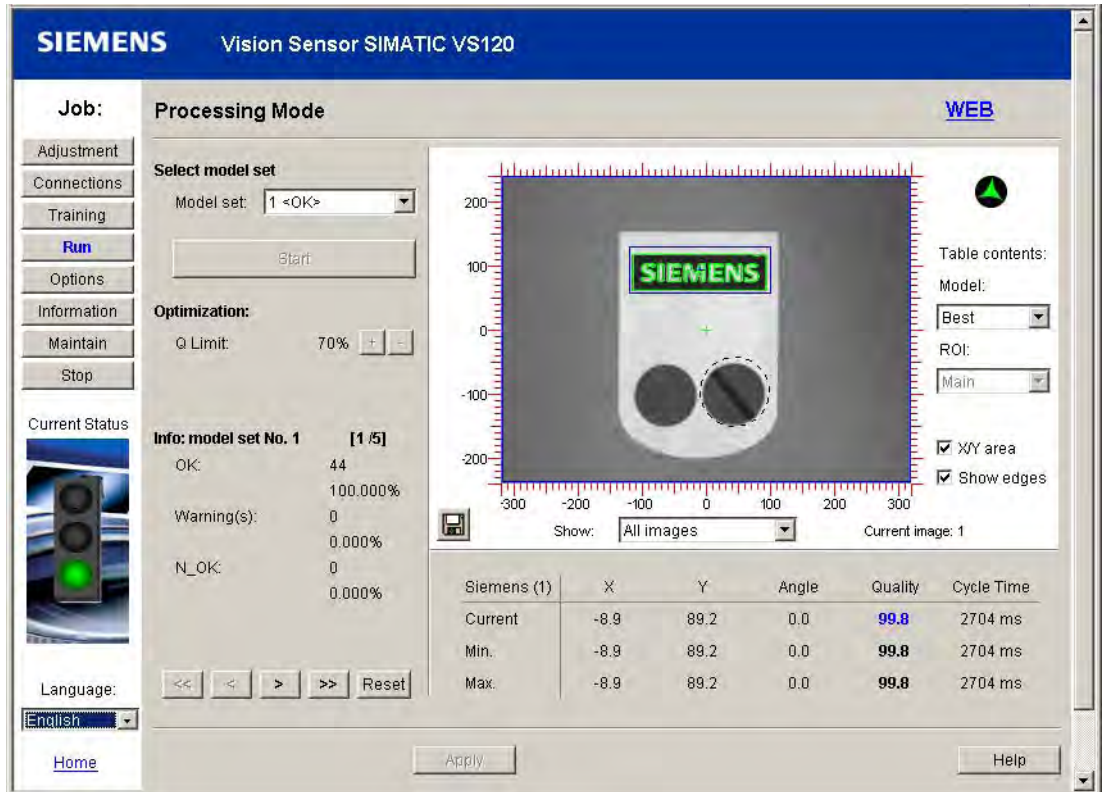 SIEMENS Vision Sensor SIMATIC VS120
Job:
Adjustment
Connections
Training
Run
Options
Information
Maintain
Stop
Current Status
Language:
English
Home
Processing Mode
WEB
Select model set
Model set: 1 <OK>
Start
Optimization:
Q Limit: 70% + -
Info: model set No. 1 [1 /5]
OK: 44
100.000%
Warning(s): 0
0.000%
N_OK: 0
0.000%
<< < > >> Reset
200
100
0
-100
-200
-300 -200 -100 0 100 200 300
SIEMENS
Show: All images Current image: 1
Table contents:
Model:
Best
ROI:
Main
X/Y area
Show edges
Siemens (1) X Y Angle Quality Cycle Time
Current -8.9 89.2 0.0 99.8 2704 ms
Min. -8.9 89.2 0.0 99.8 2704 ms
Max. -8.9 89.2 0.0 99.8 2704 ms
Apply Help